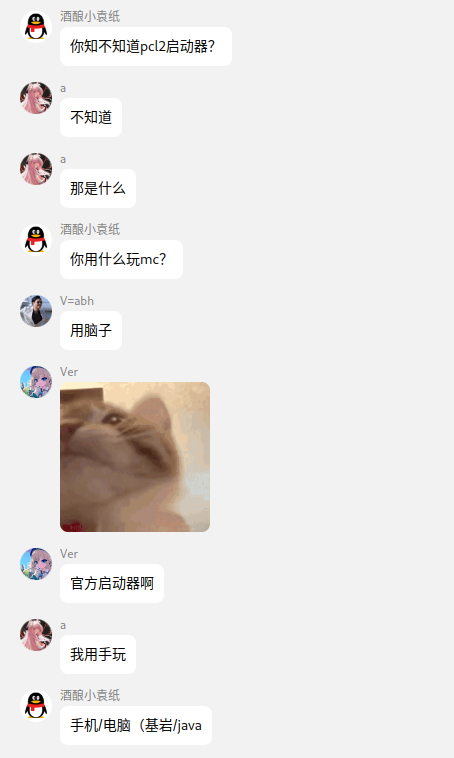 酒酿小袁纸
你知不知道pcl2启动器？
a
不知道
a
那是什么
酒酿小袁纸
你用什么玩mc？
V=abh
用脑子
Ver
Ver
官方启动器啊
a
我用手玩
酒酿小袁纸
手机/电脑（基岩/java